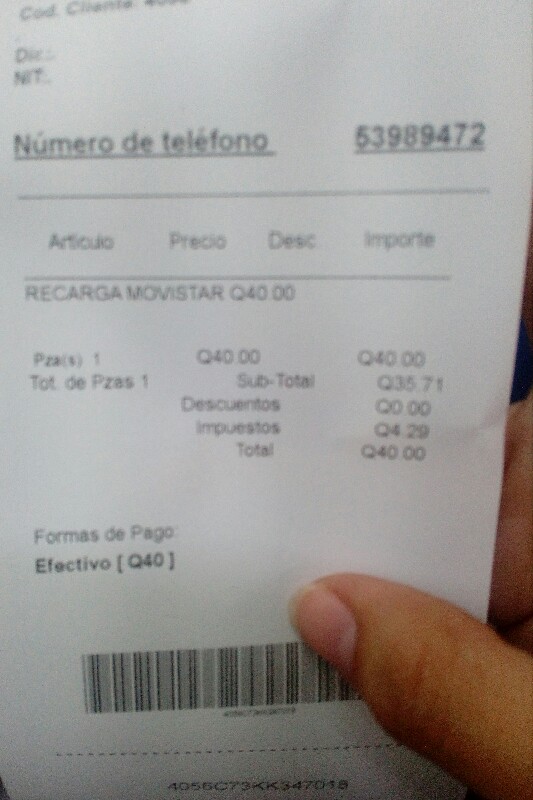 Cod. Cliente: 4056
Dir.:
NIT:
Número de teléfono 53989472
Articulo Precio Desc. Importe
RECARGA MOVISTAR Q40.00
Pza(s) 1 Q40.00 Q40.00
Tot. de Pzas 1 Sub-Total Q35.71
Descuentos Q0.00
Impuestos Q4.29
Total Q40.00
Formas de Pago:
Efectivo [ Q40 ]
4056C73KK347018